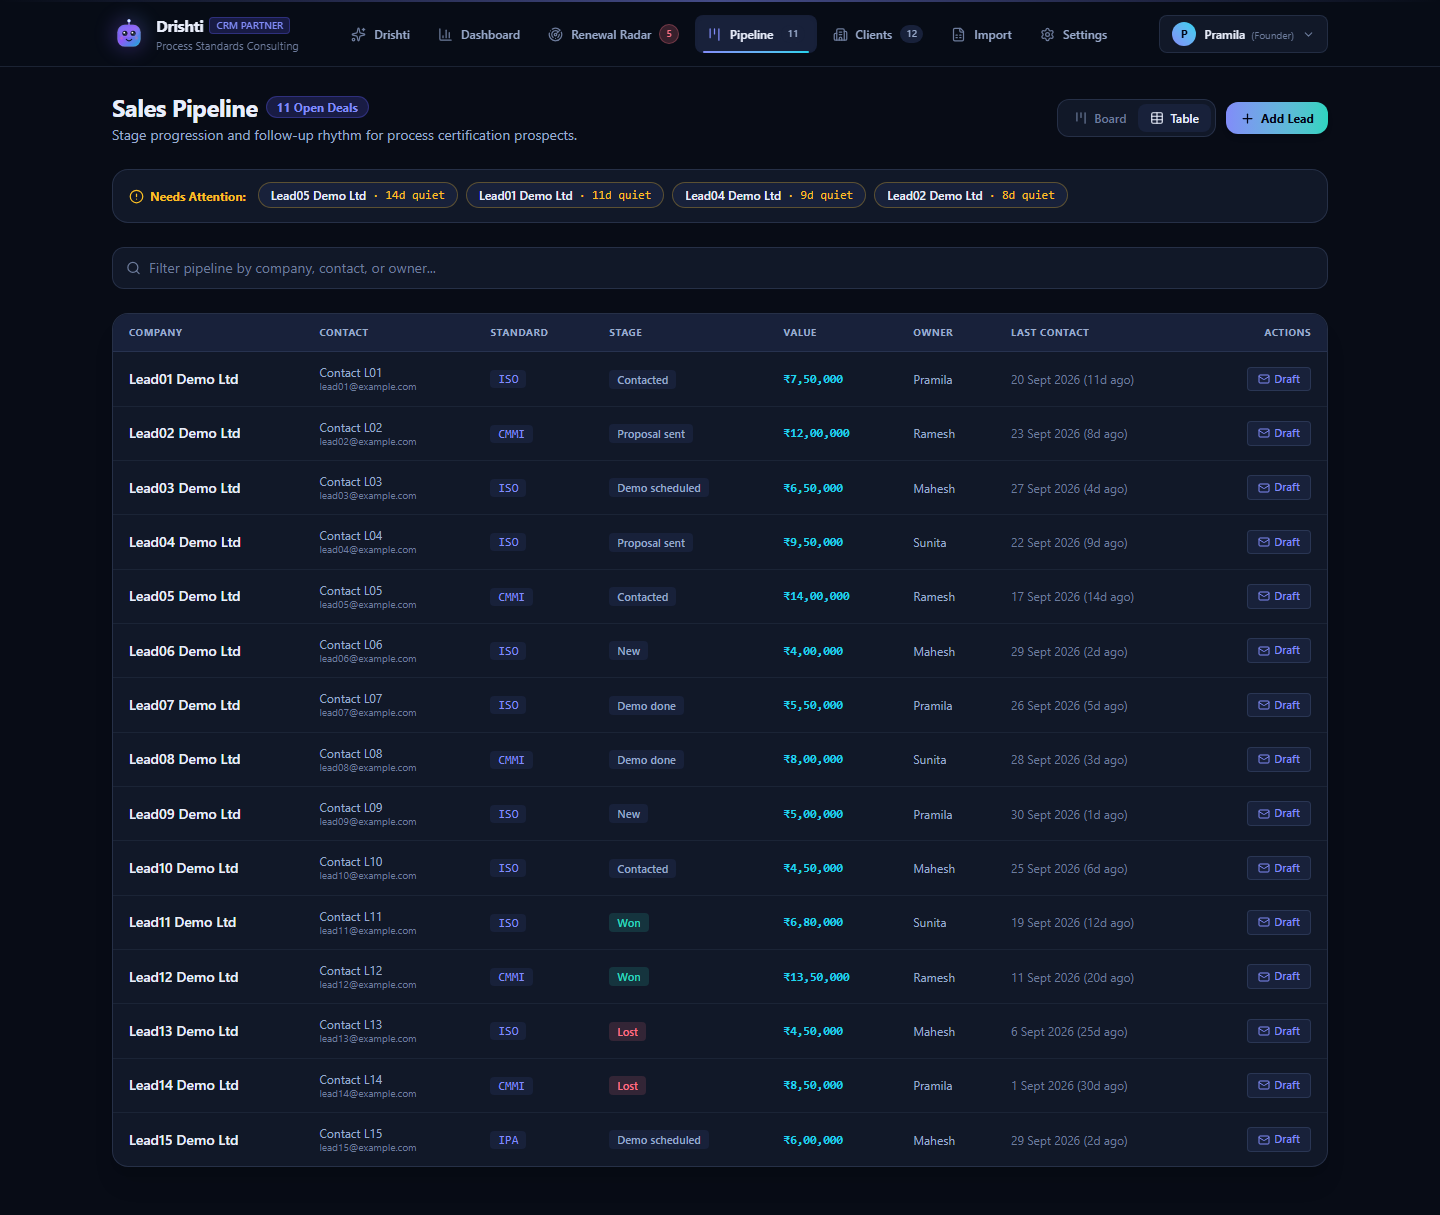 Drishti CRM PARTNER
Process Standards Consulting
Drishti
Dashboard
Renewal Radar 5
Pipeline 11
Clients 12
Import
Settings
P Pramila (Founder)
Sales Pipeline 11 Open Deals
Stage progression and follow-up rhythm for process certification prospects.
Board
Table
Add Lead
Needs Attention:
Lead05 Demo Ltd · 14d quiet
Lead01 Demo Ltd · 11d quiet
Lead04 Demo Ltd · 9d quiet
Lead02 Demo Ltd · 8d quiet
Filter pipeline by company, contact, or owner...
COMPANY CONTACT STANDARD STAGE VALUE OWNER LAST CONTACT ACTIONS
Lead01 Demo Ltd Contact L01 ISO Contacted ₹7,50,000 Pramila 20 Sept 2026 (11d ago) Draft
lead01@example.com
Lead02 Demo Ltd Contact L02 CMMI Proposal sent ₹12,00,000 Ramesh 23 Sept 2026 (8d ago) Draft
lead02@example.com
Lead03 Demo Ltd Contact L03 ISO Demo scheduled ₹6,50,000 Mahesh 27 Sept 2026 (4d ago) Draft
lead03@example.com
Lead04 Demo Ltd Contact L04 ISO Proposal sent ₹9,50,000 Sunita 22 Sept 2026 (9d ago) Draft
lead04@example.com
Lead05 Demo Ltd Contact L05 CMMI Contacted ₹14,00,000 Ramesh 17 Sept 2026 (14d ago) Draft
lead05@example.com
Lead06 Demo Ltd Contact L06 ISO New ₹4,00,000 Mahesh 29 Sept 2026 (2d ago) Draft
lead06@example.com
Lead07 Demo Ltd Contact L07 ISO Demo done ₹5,50,000 Pramila 26 Sept 2026 (5d ago) Draft
lead07@example.com
Lead08 Demo Ltd Contact L08 CMMI Demo done ₹8,00,000 Sunita 28 Sept 2026 (3d ago) Draft
lead08@example.com
Lead09 Demo Ltd Contact L09 ISO New ₹5,00,000 Pramila 30 Sept 2026 (1d ago) Draft
lead09@example.com
Lead10 Demo Ltd Contact L10 ISO Contacted ₹4,50,000 Mahesh 25 Sept 2026 (6d ago) Draft
lead10@example.com
Lead11 Demo Ltd Contact L11 ISO Won ₹6,80,000 Sunita 19 Sept 2026 (12d ago) Draft
lead11@example.com
Lead12 Demo Ltd Contact L12 CMMI Won ₹13,50,000 Ramesh 11 Sept 2026 (20d ago) Draft
lead12@example.com
Lead13 Demo Ltd Contact L13 ISO Lost ₹4,50,000 Mahesh 6 Sept 2026 (25d ago) Draft
lead13@example.com
Lead14 Demo Ltd Contact L14 CMMI Lost ₹8,50,000 Pramila 1 Sept 2026 (30d ago) Draft
lead14@example.com
Lead15 Demo Ltd Contact L15 IPA Demo scheduled ₹6,00,000 Mahesh 29 Sept 2026 (2d ago) Draft
lead15@example.com